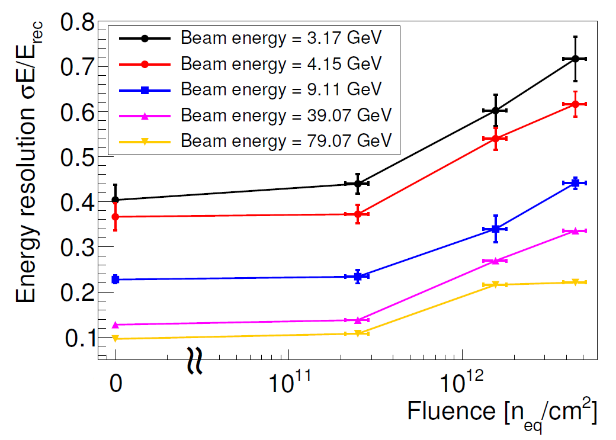 Energy resolution σE/E_rec
0.8
0.7
0.6
0.5
0.4
0.3
0.2
0.1
Beam energy = 3.17 GeV
Beam energy = 4.15 GeV
Beam energy = 9.11 GeV
Beam energy = 39.07 GeV
Beam energy = 79.07 GeV
0 10^11 10^12
Fluence [n_eq/cm²]